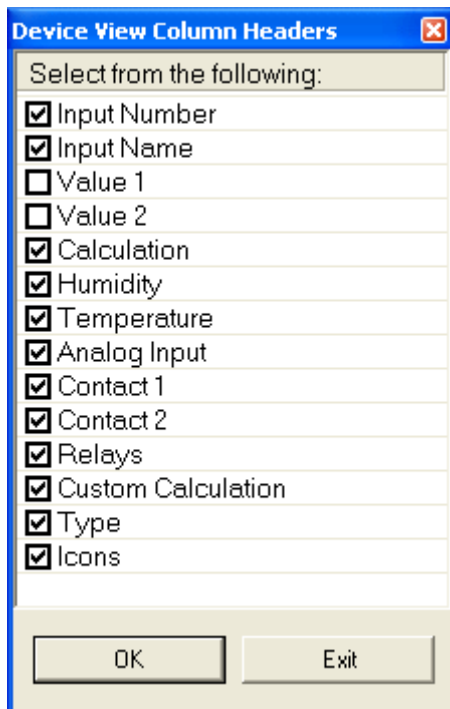 Device View Column Headers
Select from the following:
Input Number
Input Name
Value 1
Value 2
Calculation
Humidity
Temperature
Analog Input
Contact 1
Contact 2
Relays
Custom Calculation
Type
Icons
OK Exit